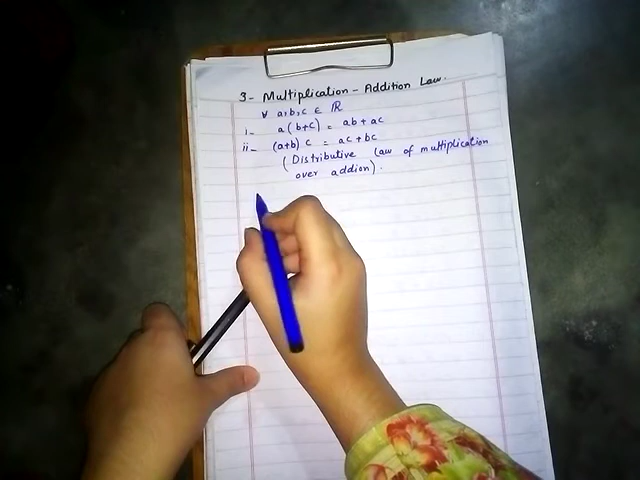 3- Multiplication - Addition Law.
∀ a,b,c ∈ ℝ
i- a(b+c) = ab + ac
ii- (a+b) c = ac + bc
(Distributive law of multiplication
over addion).